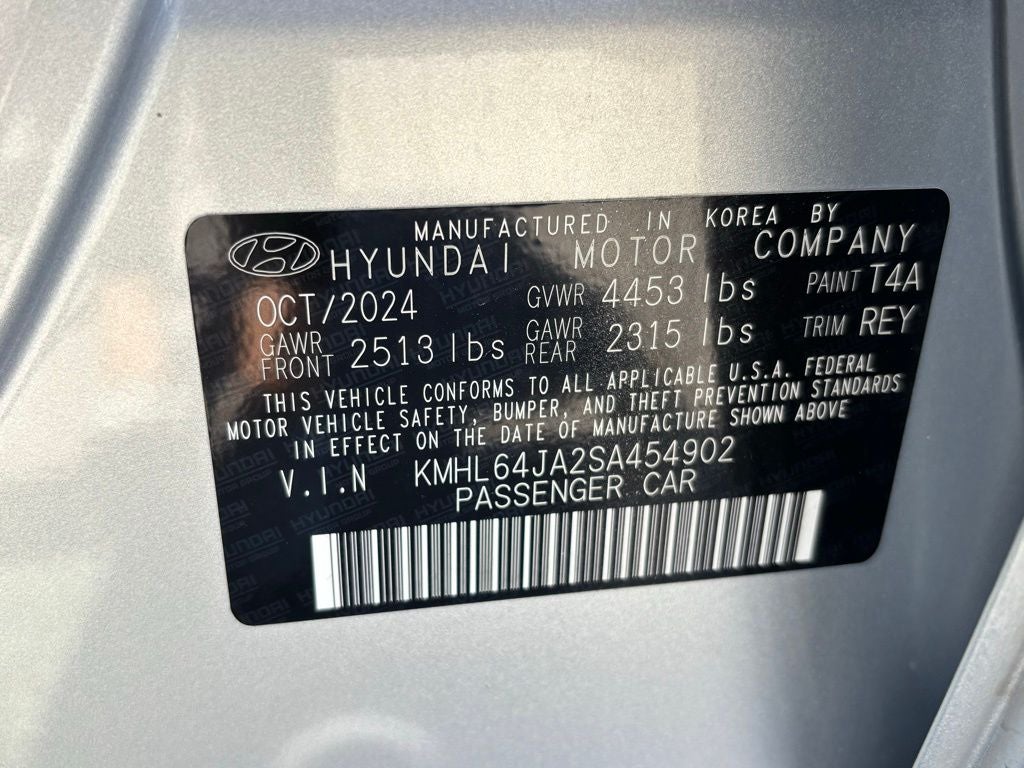 MANUFACTURED IN KOREA BY
HYUNDAI MOTOR COMPANY
OCT/2024 GVWR 4453 lbs PAINT T4A
GAWR FRONT 2513 lbs GAWR REAR 2315 lbs TRIM REY
THIS VEHICLE CONFORMS TO ALL APPLICABLE U.S.A. FEDERAL
MOTOR VEHICLE SAFETY, BUMPER, AND THEFT PREVENTION STANDARDS
IN EFFECT ON THE DATE OF MANUFACTURE SHOWN ABOVE
V.I.N KMHL64JA2SA454902
PASSENGER CAR